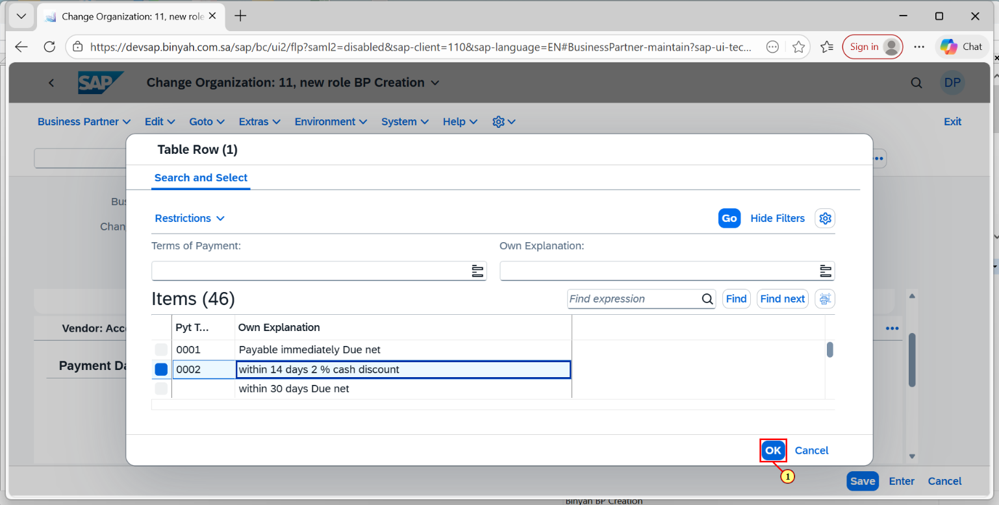 Change Organization: 11, new role
https://devsap.binyah.com.sa/sap/bc/ui2/flp?saml2=disabled&sap-client=110&sap-language=EN#BusinessPartner-maintain?sap-ui-tec...
Sign in
Chat
SAP
Change Organization: 11, new role BP Creation
DP
Business Partner
Edit
Goto
Extras
Environment
System
Help
Exit
Table Row (1)
Search and Select
Bus
Chan
Restrictions
Go
Hide Filters
Terms of Payment:
Own Explanation:
Items (46)
Find expression
Find
Find next
Vendor: Acc
Pyt T...
Own Explanation
0001
Payable immediately Due net
Payment Da
0002
within 14 days 2 % cash discount
within 30 days Due net
OK
Cancel
1
Save
Enter
Cancel
Binyah BP Creation